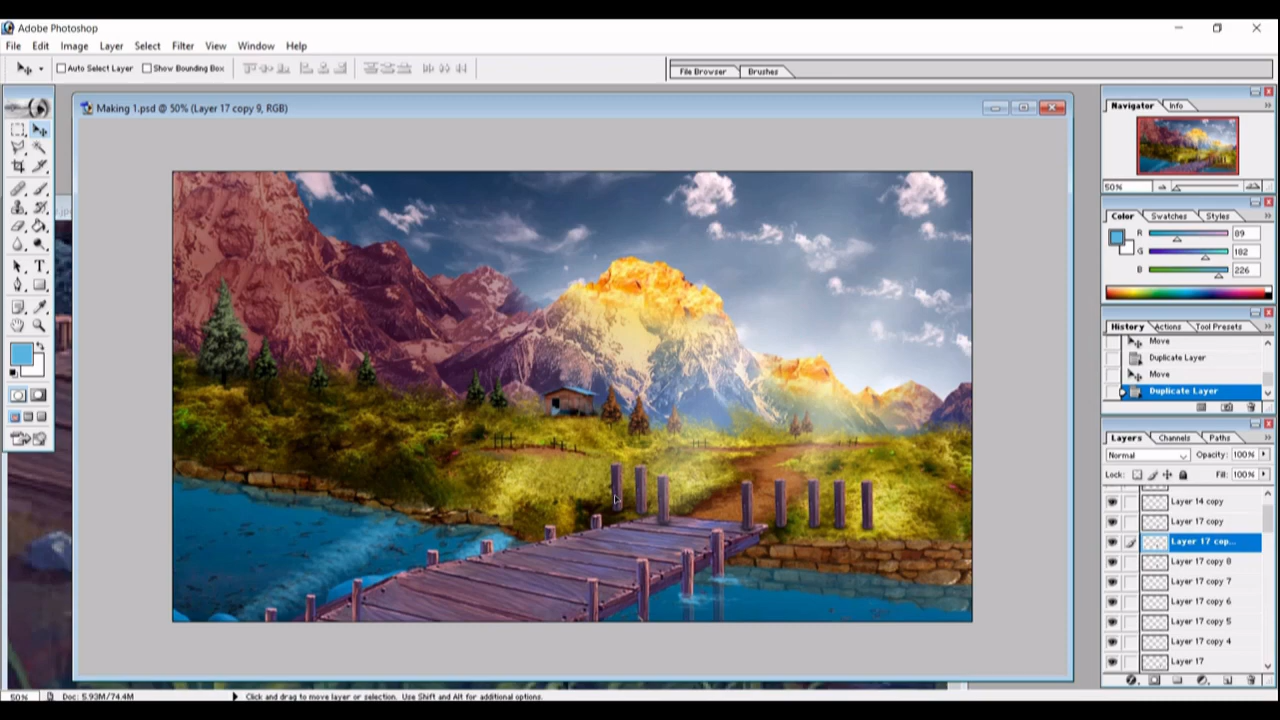 Adobe Photoshop
File Edit Image Layer Select Filter View Window Help
Auto Select Layer Show Bounding Box
File Browser Brushes
Making 1.psd @ 50% (Layer 17 copy 9, RGB)
Navigator Info
50%
Color Swatches Styles
R 89
G 182
B 226
History Actions Tool Presets
Move
Duplicate Layer
Move
Duplicate Layer
Layers Channels Paths
Normal Opacity: 100%
Lock: Fill: 100%
Layer 14 copy
Layer 17 copy
Layer 17 cop...
Layer 17 copy 8
Layer 17 copy 7
Layer 17 copy 6
Layer 17 copy 5
Layer 17 copy 4
Layer 17
50% Doc: 5.93M/74.4M Click and drag to move layer or selection. Use Shift and Alt for additional options.